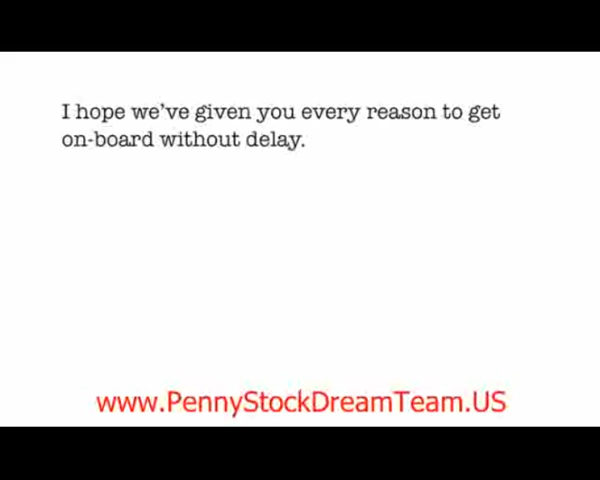 I hope we've given you every reason to get
on-board without delay.
www.PennyStockDreamTeam.US